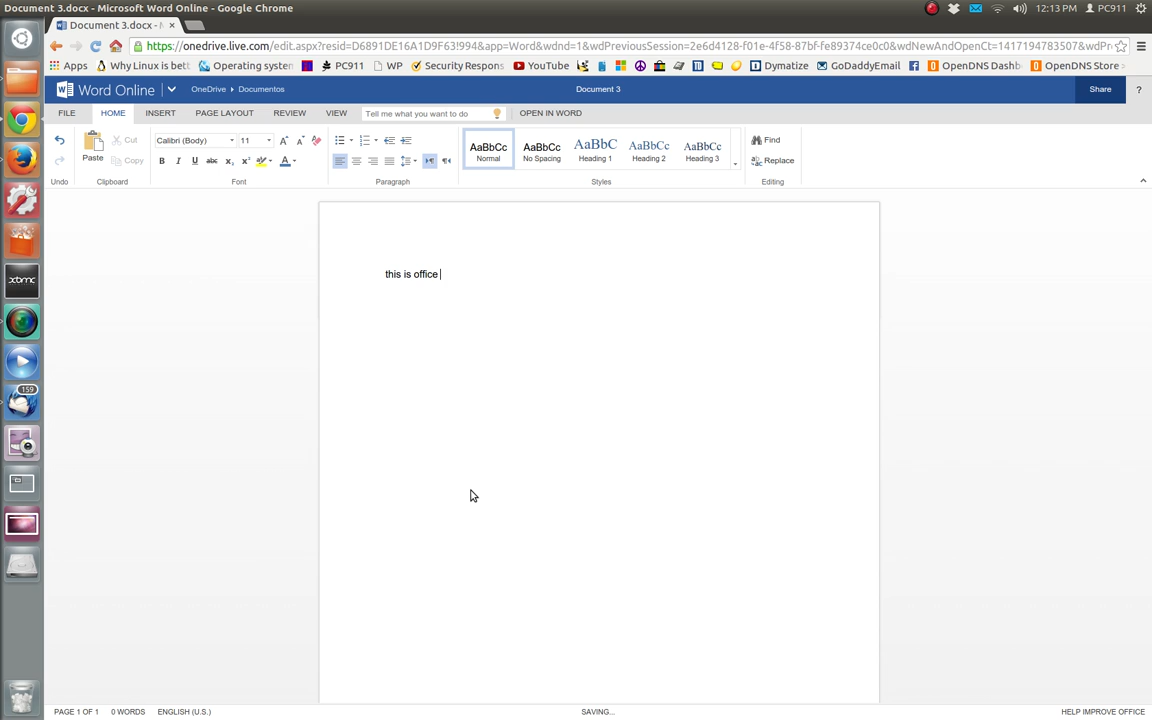 Document 3.docx - Microsoft Word Online - Google Chrome
12:13 PM
PC911
Document 3.docx - M
https://onedrive.live.com/edit.aspx?resid=D6891DE16A1D9F63!994&app=Word&wdnd=1&wdPreviousSession=2e6d4128-f01e-4f58-87bf-fe89374ce0c0&wdNewAndOpenCt=1417194783507&wdPr
Apps
Why Linux is bett
Operating system
PC911
WP
Security Respons
YouTube
Dymatize
GoDaddyEmail
OpenDNS Dashb
OpenDNS Store
Word Online
OneDrive
Documentos
Document 3
Share
?
FILE
HOME
INSERT
PAGE LAYOUT
REVIEW
VIEW
Tell me what you want to do
OPEN IN WORD
Undo
Paste
Cut
Copy
Clipboard
Calibri (Body)
11
B I U abc x₂ x² A
Font
Paragraph
AaBbCc
Normal
AaBbCc
No Spacing
AaBbC
Heading 1
AaBbCc
Heading 2
AaBbCc
Heading 3
Styles
Find
Replace
Editing
this is office
xbmc
159
PAGE 1 OF 1
0 WORDS
ENGLISH (U.S.)
SAVING...
HELP IMPROVE OFFICE